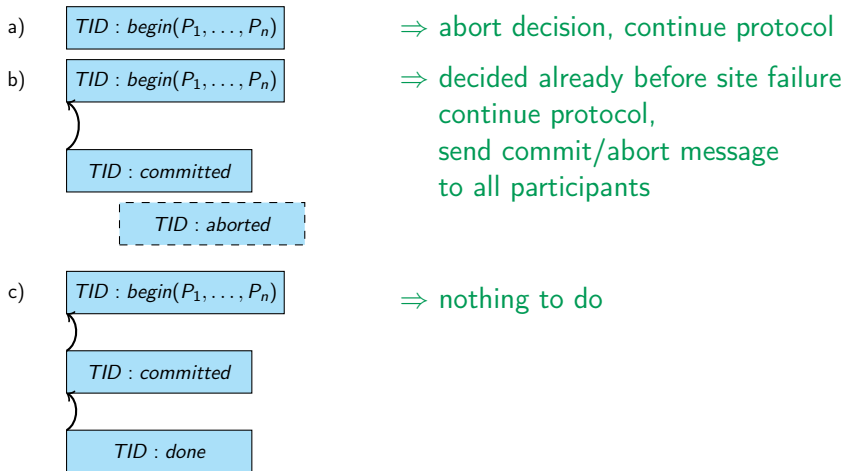 a) TID : begin(P₁, . . . , Pₙ) ⇒ abort decision, continue protocol
b) TID : begin(P₁, . . . , Pₙ) ⇒ decided already before site failure
continue protocol,
TID : committed send commit/abort message
to all participants
TID : aborted
c) TID : begin(P₁, . . . , Pₙ) ⇒ nothing to do
TID : committed
TID : done